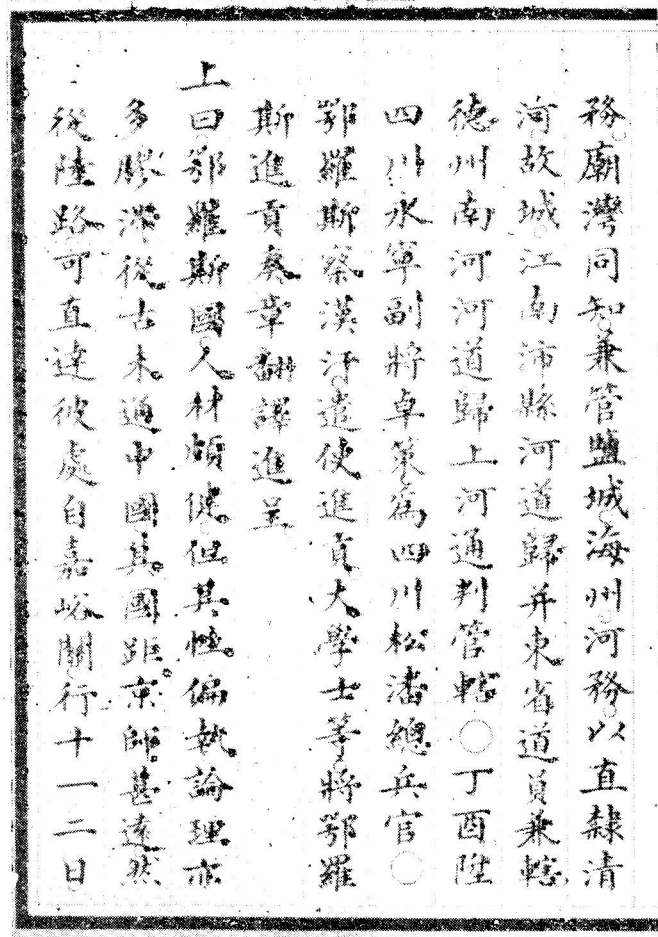 務廟灣同知兼管鹽城海州河務以直隸清
河故城江南沛縣河道歸并東省道員兼轄
德州南河河道歸上河通判管轄○丁酉陞
四川永寧副將卓策為四川松潘總兵官○
鄂羅斯察漢汗遣使進貢大學士等將鄂羅
斯進貢奏章翻譯進呈
上曰鄂羅斯國人材頗健但其性偏執論理亦
多膠滯從古未通中國其國距京師甚遠然
從陸路可直達彼處自嘉峪關行十一二日